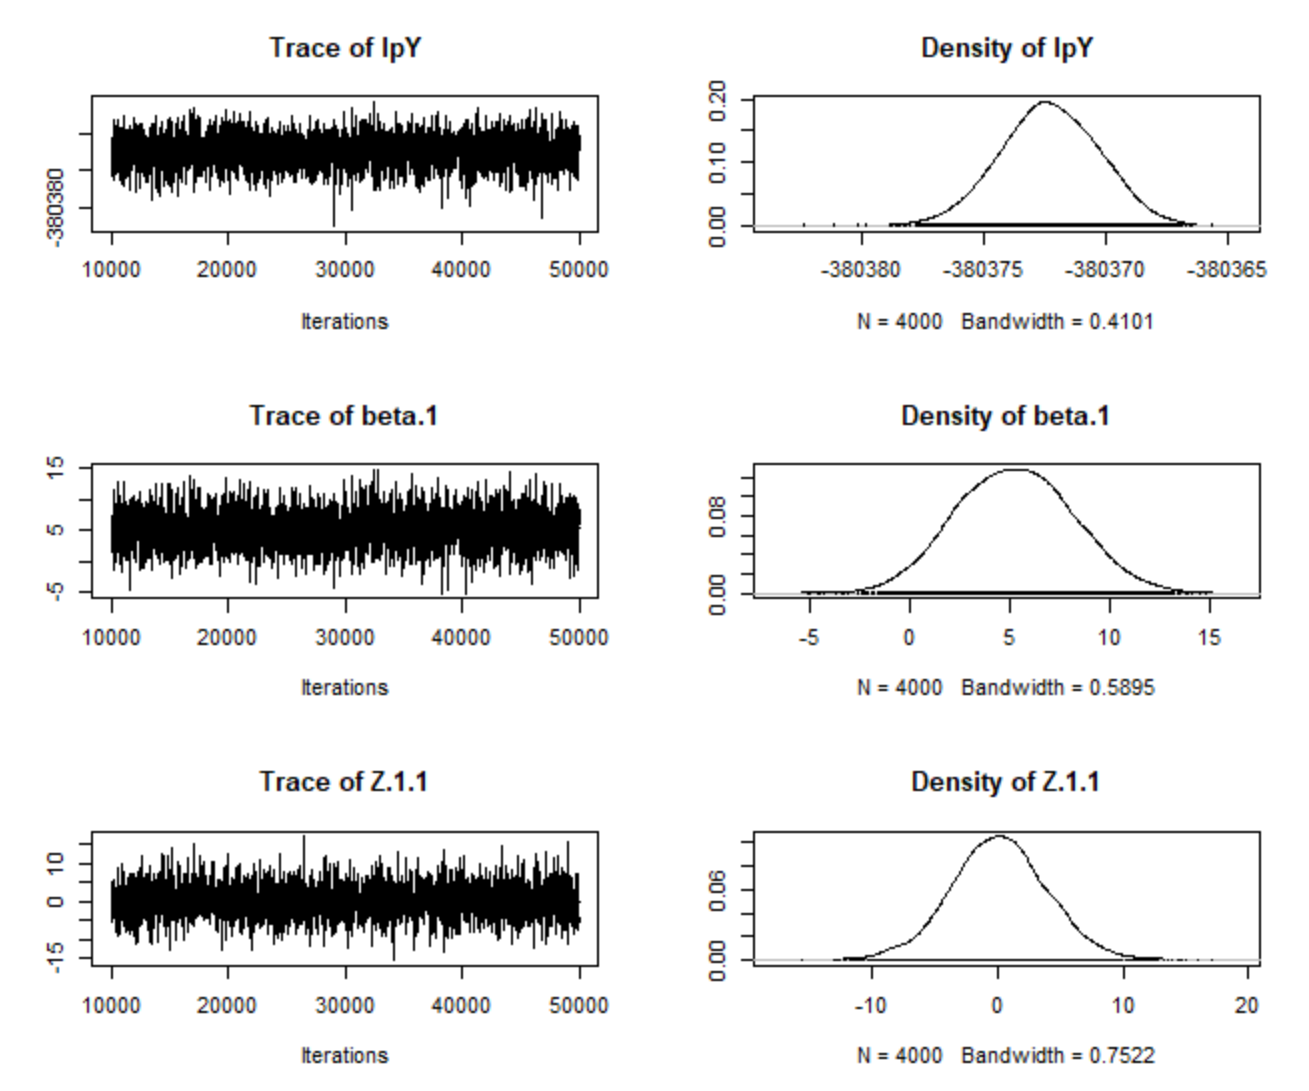 Trace of lpY
Density of lpY
-380380
10000 20000 30000 40000 50000
Iterations
0.00 0.10 0.20
-380380 -380375 -380370 -380365
N = 4000 Bandwidth = 0.4101
Trace of beta.1
Density of beta.1
-5 5 15
10000 20000 30000 40000 50000
Iterations
0.00 0.08
-5 0 5 10 15
N = 4000 Bandwidth = 0.5895
Trace of Z.1.1
Density of Z.1.1
-15 0 10
10000 20000 30000 40000 50000
Iterations
0.00 0.06
-10 0 10 20
N = 4000 Bandwidth = 0.7522